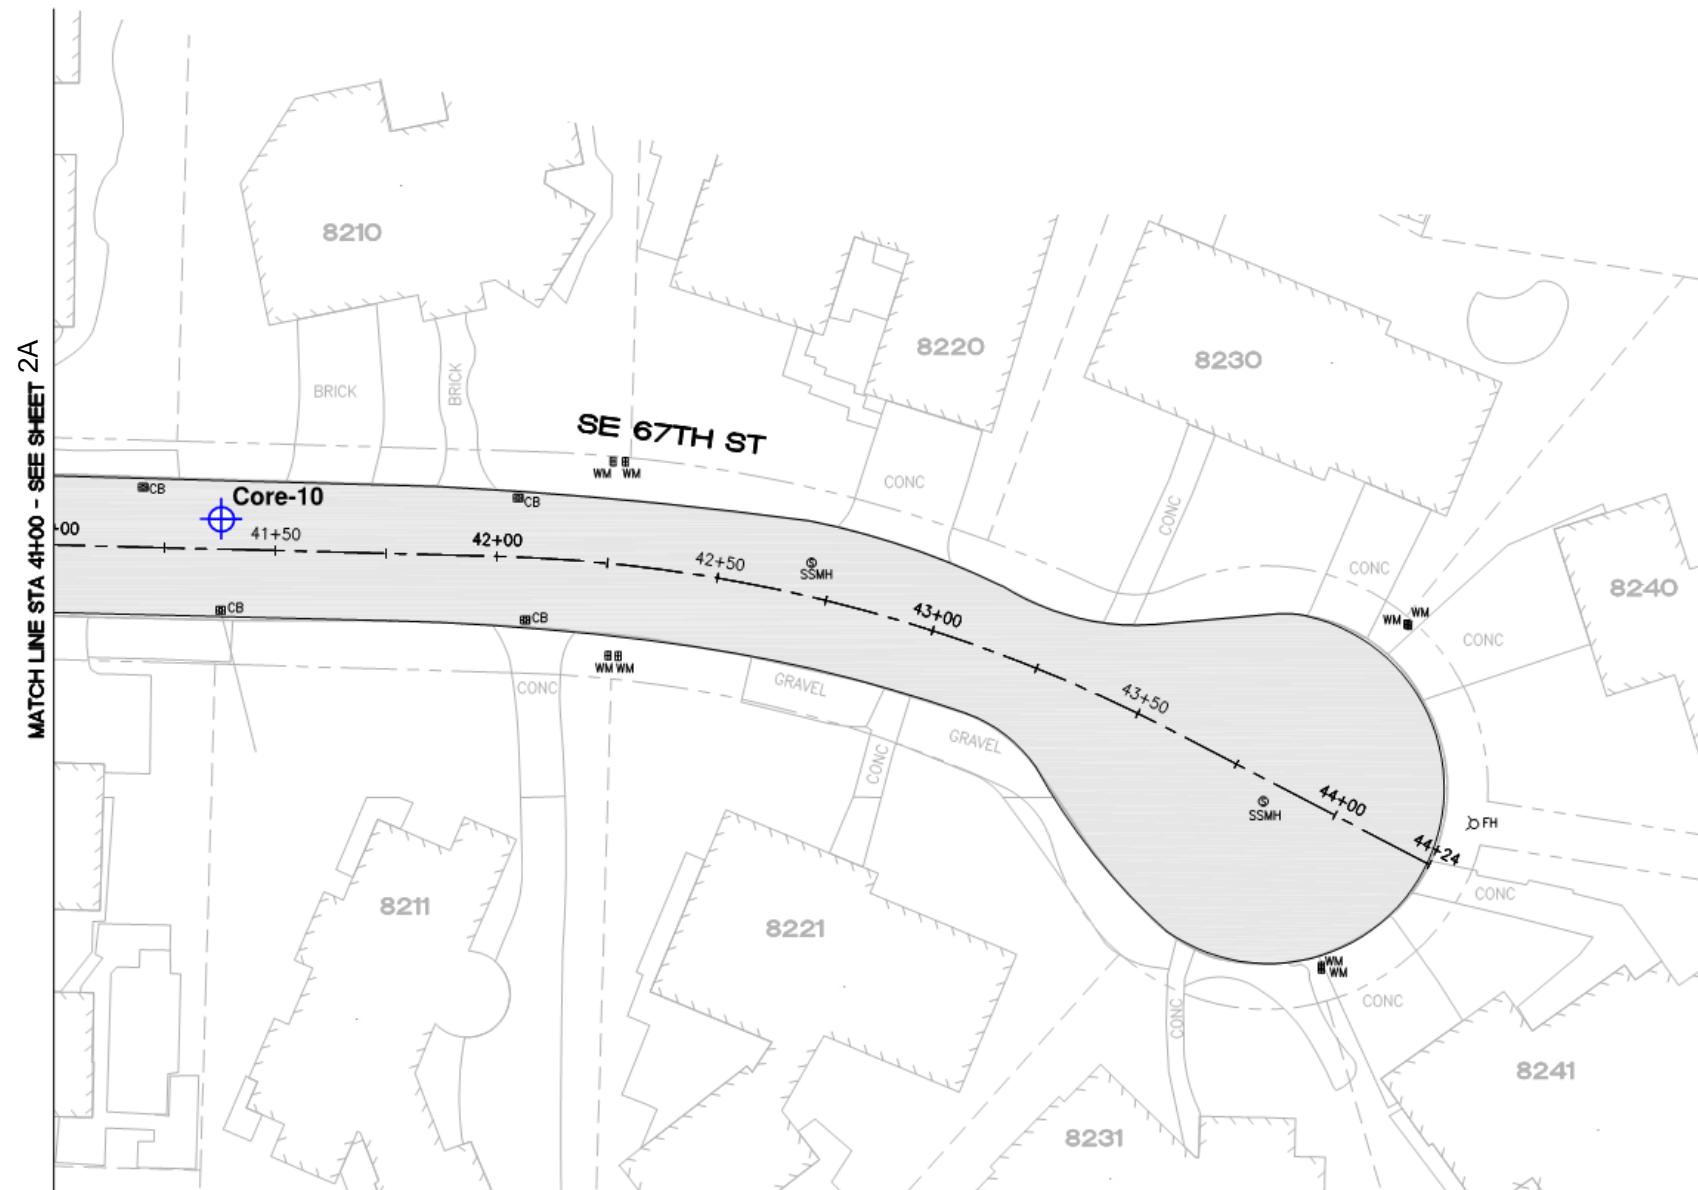 8210
MATCH LINE STA 41+00 - SEE SHEET 2A
8220
8230
BRICK
BRICK
SE 67TH ST
WM
WM
CONC
CB
Core-10
CB
CONC
+00
41+50
42+00
42+50
SSMH
CONC
8240
CB
CB
43+00
WM
WM
CONC
WM
WM
CONC
GRAVEL
43+50
GRAVEL
CONC
44+00
SSMH
FH
44+24
CONC
8211
8221
WM
WM
CONC
CONC
8241
8231